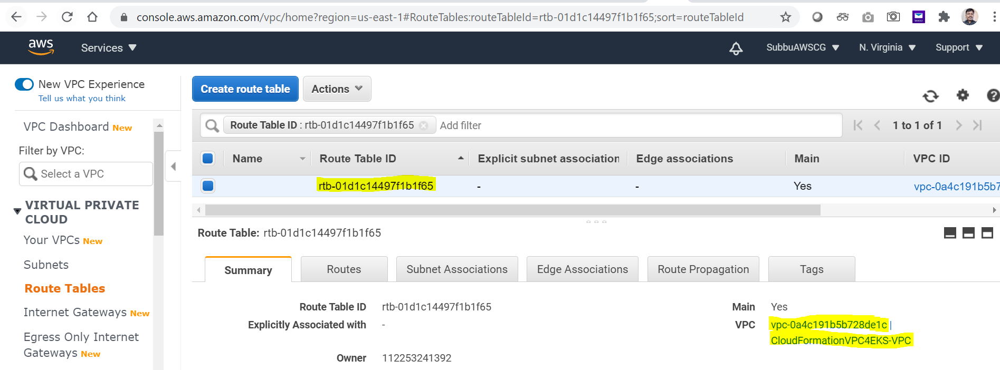 console.aws.amazon.com/vpc/home?region=us-east-1#RouteTables:routeTableId=rtb-01d1c14497f1b1f65;sort=routeTableId
aws Services SubbuAWSCG N. Virginia Support
New VPC Experience
Tell us what you think
Create route table Actions
VPC Dashboard New
Route Table ID : rtb-01d1c14497f1b1f65 Add filter 1 to 1 of 1
Filter by VPC:
Select a VPC
Name Route Table ID Explicit subnet association Edge associations Main VPC ID
rtb-01d1c14497f1b1f65 - - Yes vpc-0a4c191b5b7
VIRTUAL PRIVATE
CLOUD
Your VPCs New
Subnets
Route Tables
Internet Gateways New
Egress Only Internet
Gateways New
Route Table: rtb-01d1c14497f1b1f65
Summary Routes Subnet Associations Edge Associations Route Propagation Tags
Route Table ID rtb-01d1c14497f1b1f65 Main Yes
Explicitly Associated with - VPC vpc-0a4c191b5b728de1c |
CloudFormationVPC4EKS-VPC
Owner 112253241392